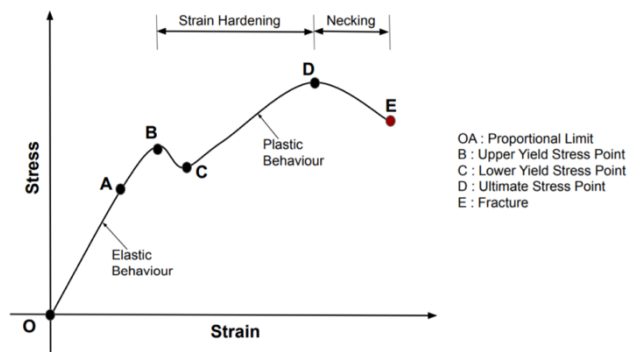 Strain Hardening
Necking
D
B
E
A
C
Plastic
Behaviour
Stress
Elastic
Behaviour
O
Strain
OA : Proportional Limit
B : Upper Yield Stress Point
C : Lower Yield Stress Point
D : Ultimate Stress Point
E : Fracture